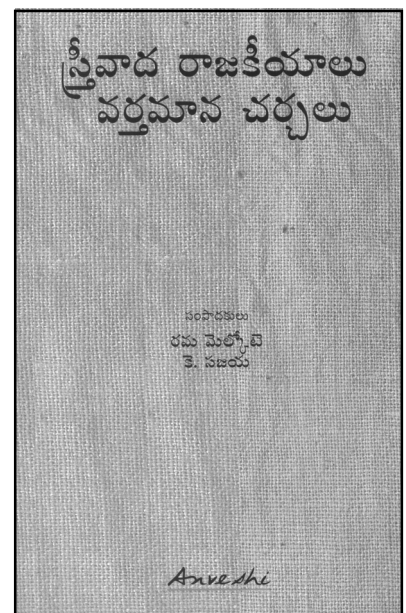 స్త్రీవాద రాజకీయాలు
వర్తమాన చర్చలు
సంపాదకులు
రమ మెల్కోటె
కె. సజయ
Anveshi